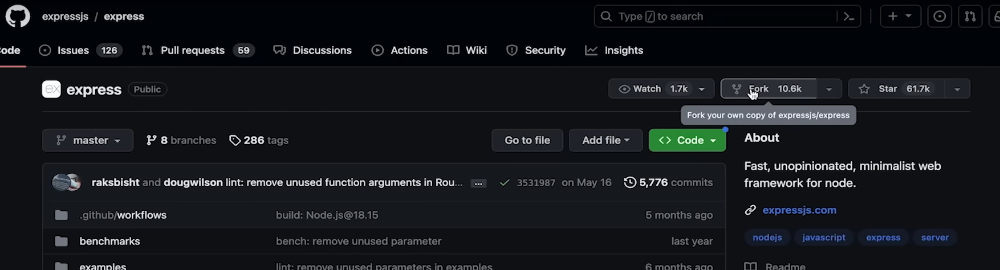 expressjs / express
Type / to search
ode Issues 126 Pull requests 59 Discussions Actions Wiki Security Insights
ex express Public Watch 1.7k Fork 10.6k Star 61.7k
Fork your own copy of expressjs/express
master 8 branches 286 tags Go to file Add file <> Code
About
Fast, unopinionated, minimalist web
framework for node.
raksbisht and dougwilson lint: remove unused function arguments in Rou... ... 3531987 on May 16 5,776 commits
expressjs.com
.github/workflows build: Node.js@18.15 5 months ago
nodejs javascript express server
benchmarks bench: remove unused parameter last year
examples lint: remove unused parameters in examples 6 months ago
Readme